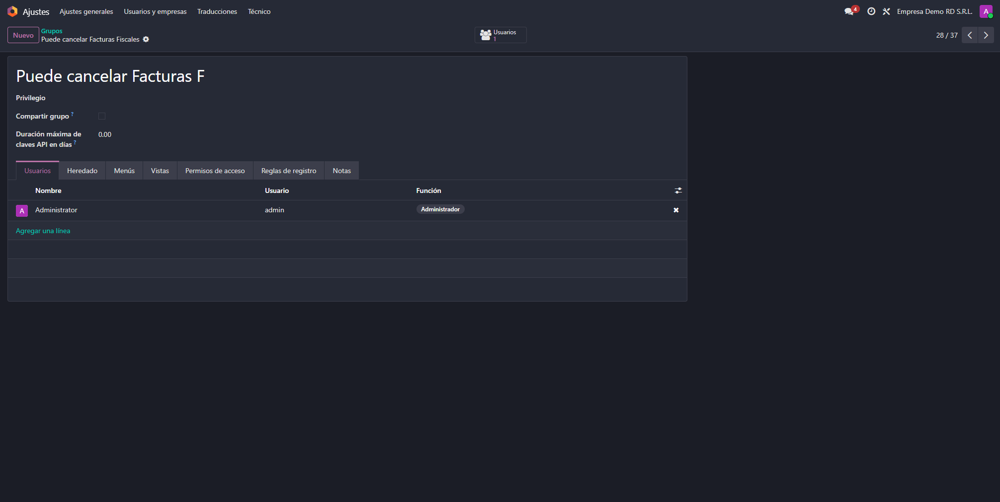 Ajustes Ajustes generales Usuarios y empresas Traducciones Técnico 4 Empresa Demo RD S.R.L. A
Nuevo Grupos
Puede cancelar Facturas Fiscales
Usuarios
1
28 / 37
Puede cancelar Facturas F
Privilegio
Compartir grupo ?
Duración máxima de
claves API en días ? 0.00
Usuarios Heredado Menús Vistas Permisos de acceso Reglas de registro Notas
Nombre Usuario Función
A Administrator admin Administrador
Agregar una línea